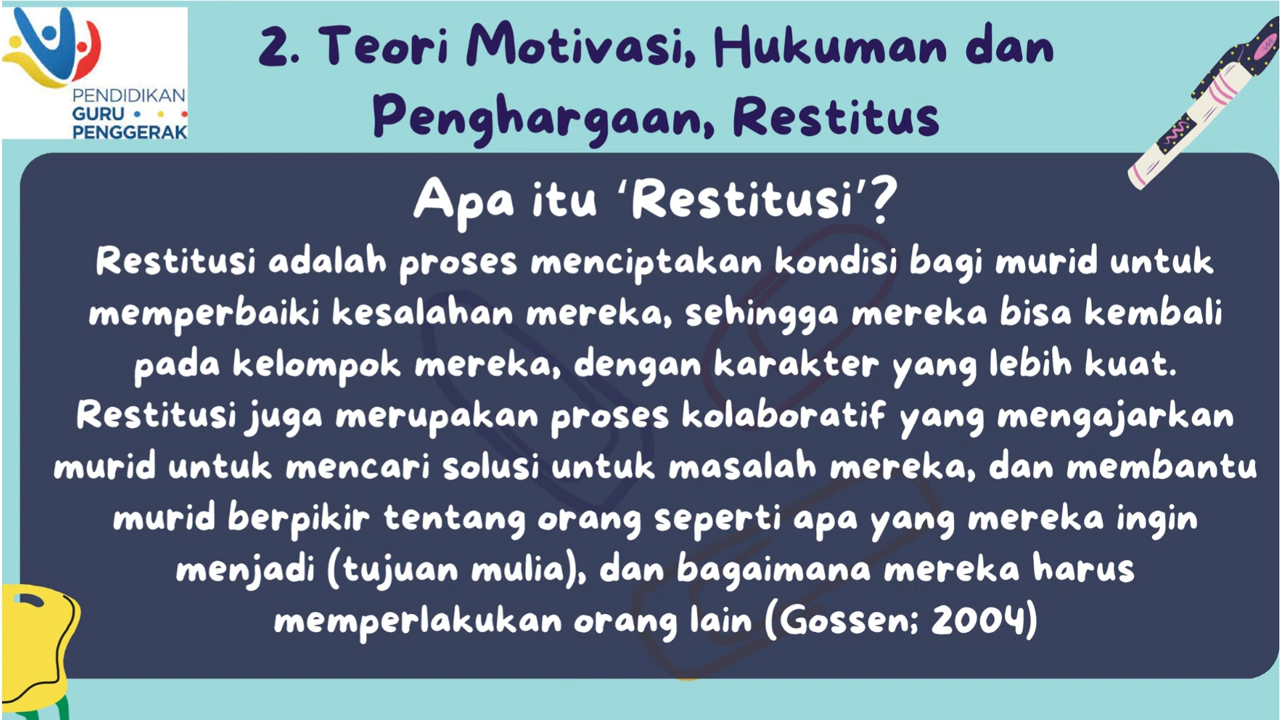 PENDIDIKAN
GURU
PENGGERAK
2. Teori Motivasi, Hukuman dan
Penghargaan, Restitus
Apa itu ‘Restitusi’?
Restitusi adalah proses menciptakan kondisi bagi murid untuk
memperbaiki kesalahan mereka, sehingga mereka bisa kembali
pada kelompok mereka, dengan karakter yang lebih kuat.
Restitusi juga merupakan proses kolaboratif yang mengajarkan
murid untuk mencari solusi untuk masalah mereka, dan membantu
murid berpikir tentang orang seperti apa yang mereka ingin
menjadi (tujuan mulia), dan bagaimana mereka harus
memperlakukan orang lain (Gossen; 2004)